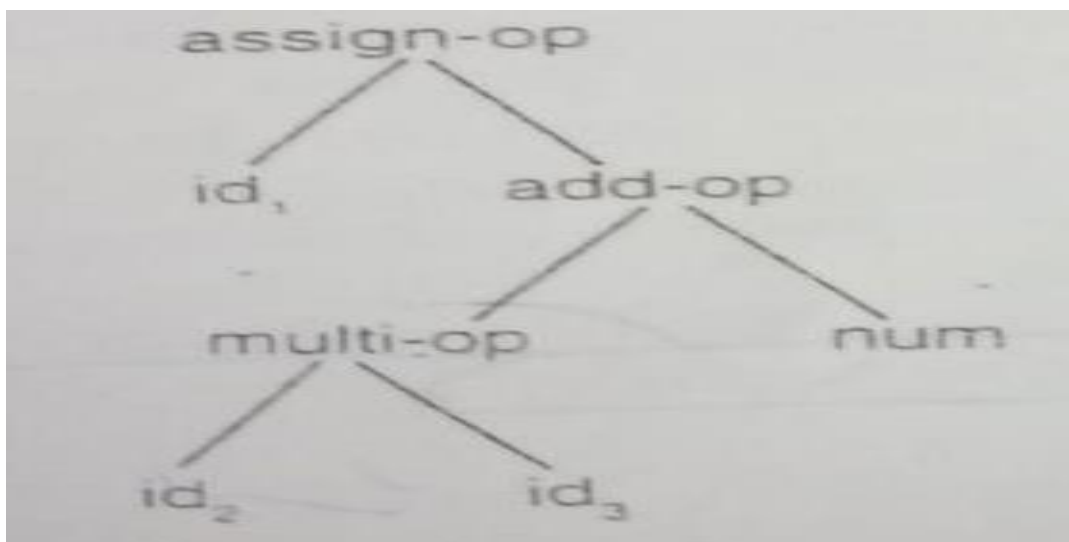 assign-op
id₁ add-op
multi-op num
id₂ id₃